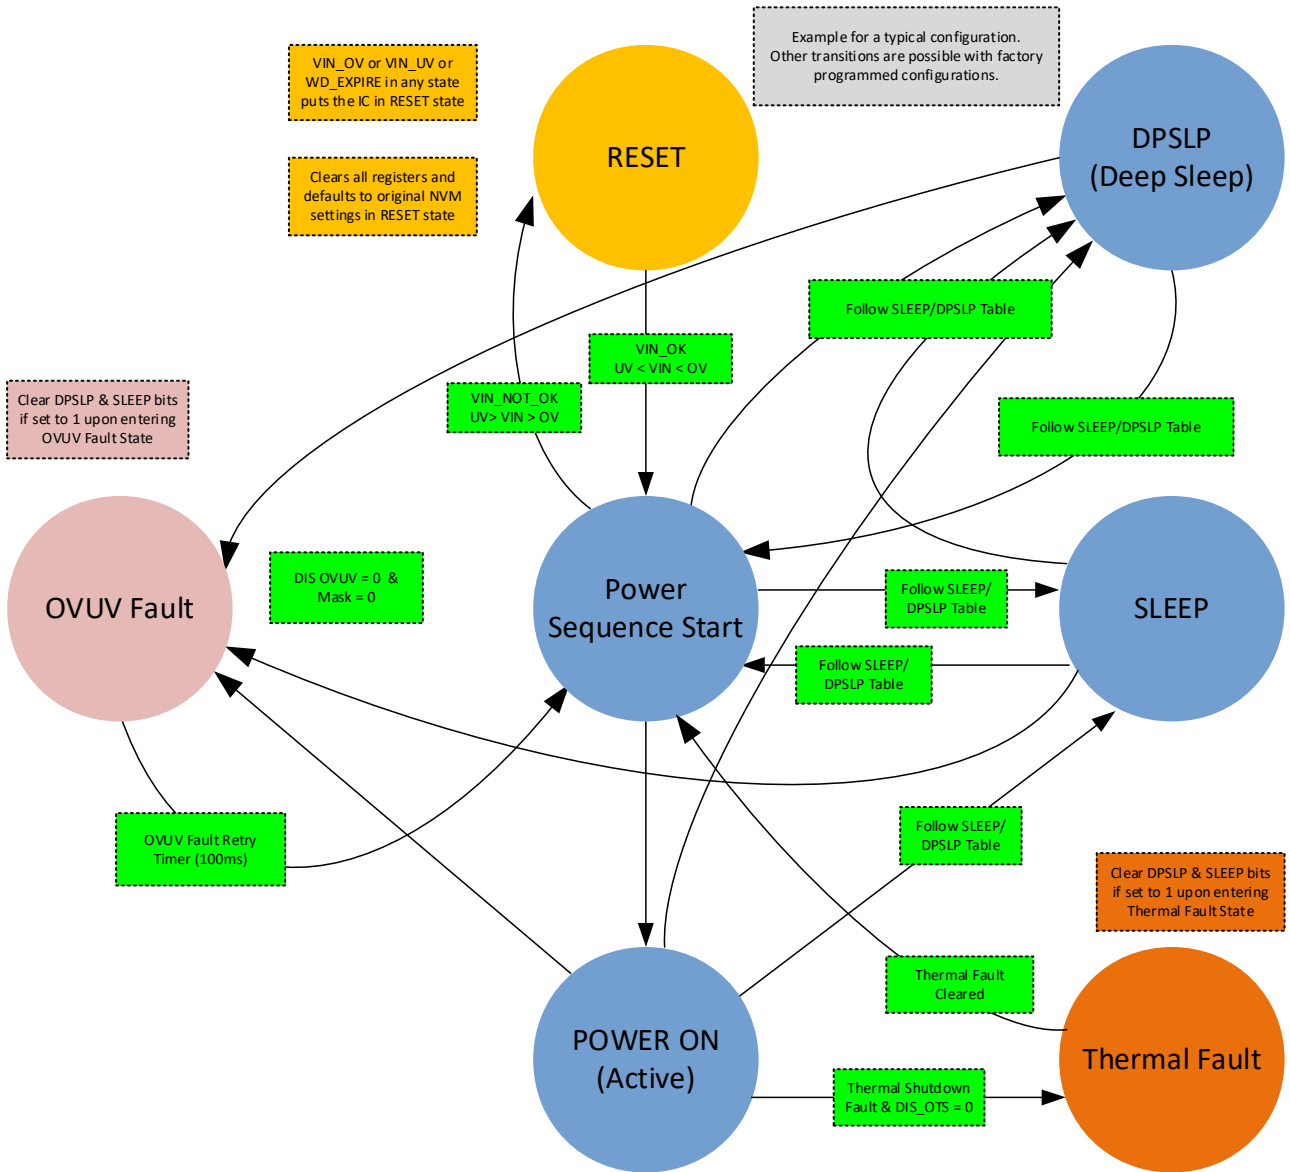 Example for a typical configuration.
Other transitions are possible with factory
programmed configurations.
VIN_OV or VIN_UV or
WD_EXPIRE in any state
puts the IC in RESET state
RESET
DPSLP
(Deep Sleep)
Clears all registers and
defaults to original NVM
settings in RESET state
Follow SLEEP/DPSLP Table
VIN_OK
UV < VIN < OV
Clear DPSLP & SLEEP bits
if set to 1 upon entering
OVUV Fault State
VIN_NOT_OK
UV> VIN > OV
Follow SLEEP/DPSLP Table
OVUV Fault
DIS OVUV = 0 &
Mask = 0
Power
Sequence Start
Follow SLEEP/
DPSLP Table
SLEEP
Follow SLEEP/
DPSLP Table
OVUV Fault Retry
Timer (100ms)
Follow SLEEP/
DPSLP Table
Clear DPSLP & SLEEP bits
if set to 1 upon entering
Thermal Fault State
Thermal Fault
Cleared
POWER ON
(Active)
Thermal Shutdown
Fault & DIS_OTS = 0
Thermal Fault